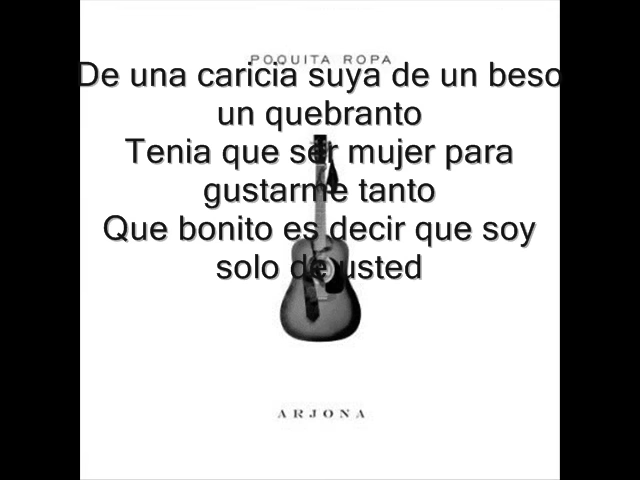 POQUITA ROPA
De una caricia suya de un beso
un quebranto
Tenia que ser mujer para
gustarme tanto
Que bonito es decir que soy
solo de usted
ARJONA